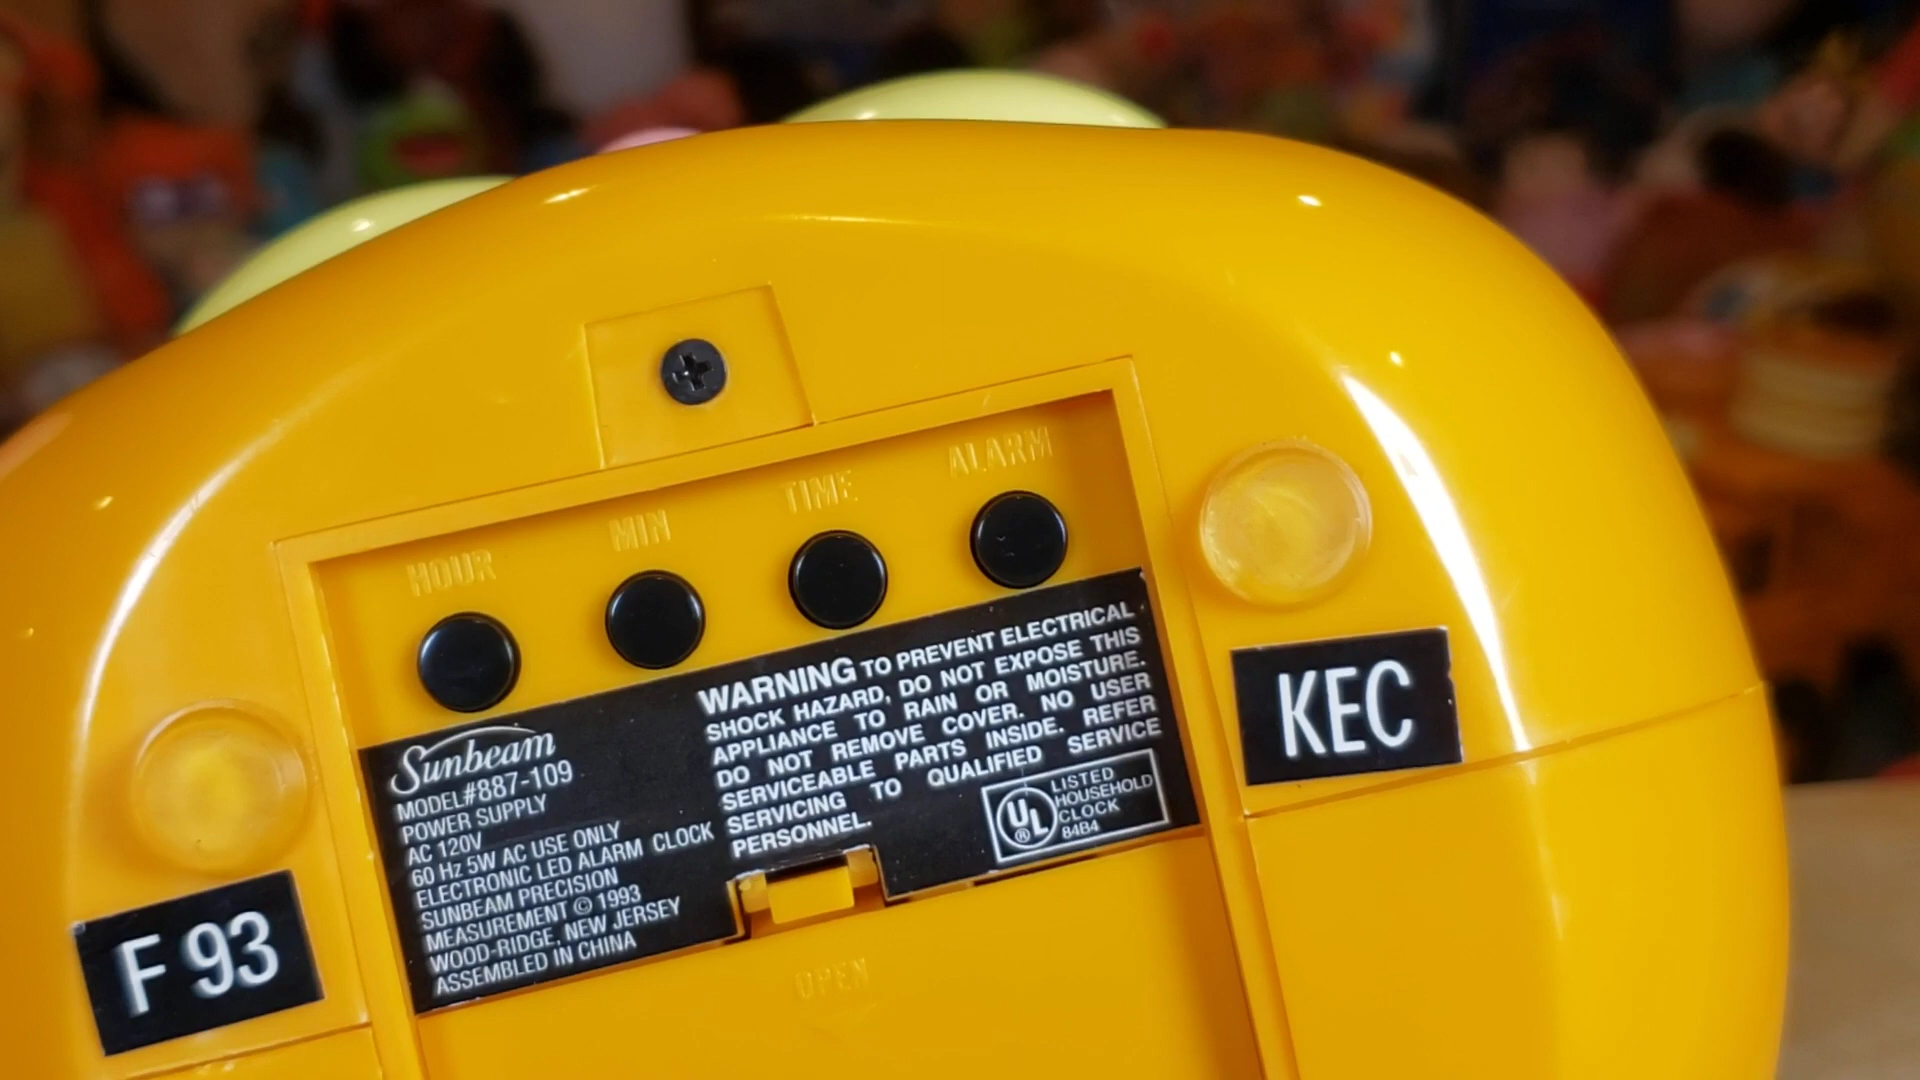 HOUR
MIN
TIME
ALARM
Sunbeam
MODEL#887-109
POWER SUPPLY
AC 120V
60 Hz 5W AC USE ONLY
ELECTRONIC LED ALARM CLOCK
SUNBEAM PRECISION
MEASUREMENT © 1993
WOOD-RIDGE, NEW JERSEY
ASSEMBLED IN CHINA
WARNING TO PREVENT ELECTRICAL
SHOCK HAZARD, DO NOT EXPOSE THIS
APPLIANCE TO RAIN OR MOISTURE.
DO NOT REMOVE COVER. NO USER
SERVICEABLE PARTS INSIDE. REFER
SERVICING TO QUALIFIED SERVICE
PERSONNEL.
UL ®
LISTED
HOUSEHOLD
CLOCK
84B4
KEC
F 93
OPEN